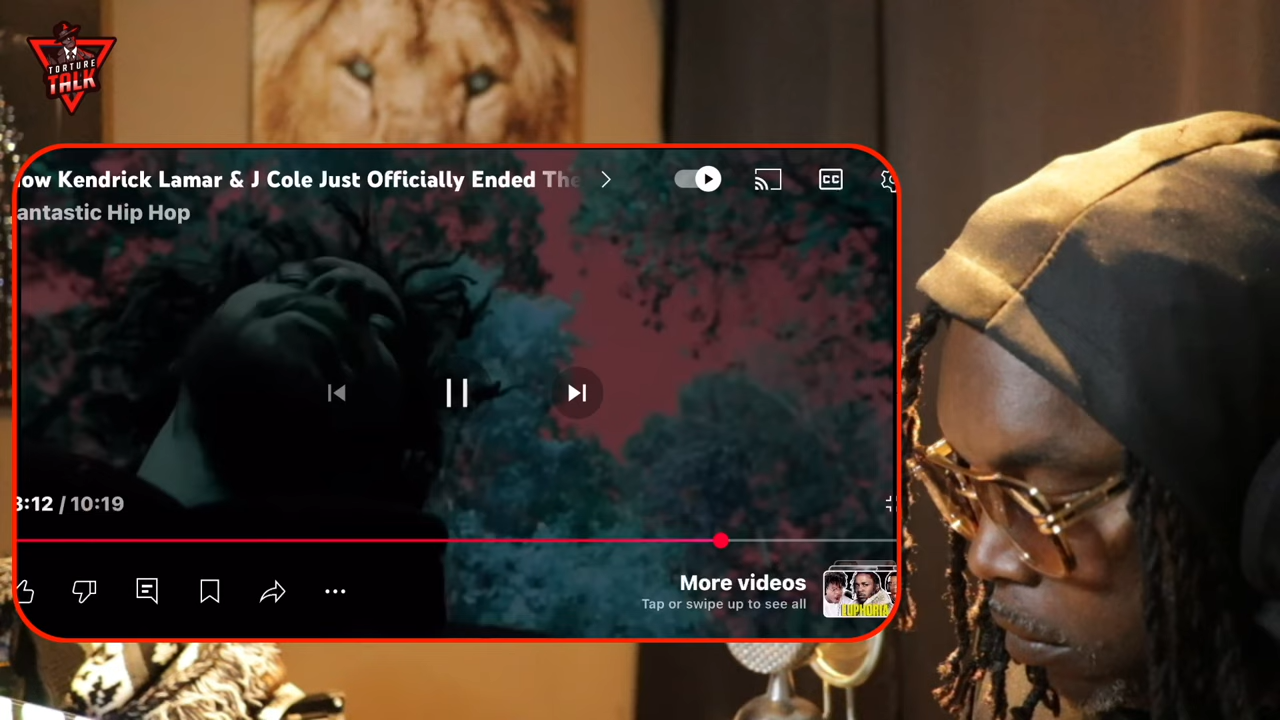 TORTURE
TALK
ow Kendrick Lamar & J Cole Just Officially Ended The
antastic Hip Hop
CC
3:12 / 10:19
More videos
Tap or swipe up to see all
EUPHORIA